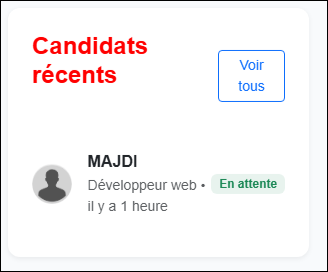 Candidats
récents
Voir
tous
MAJDI
Développeur web • En attente
il y a 1 heure